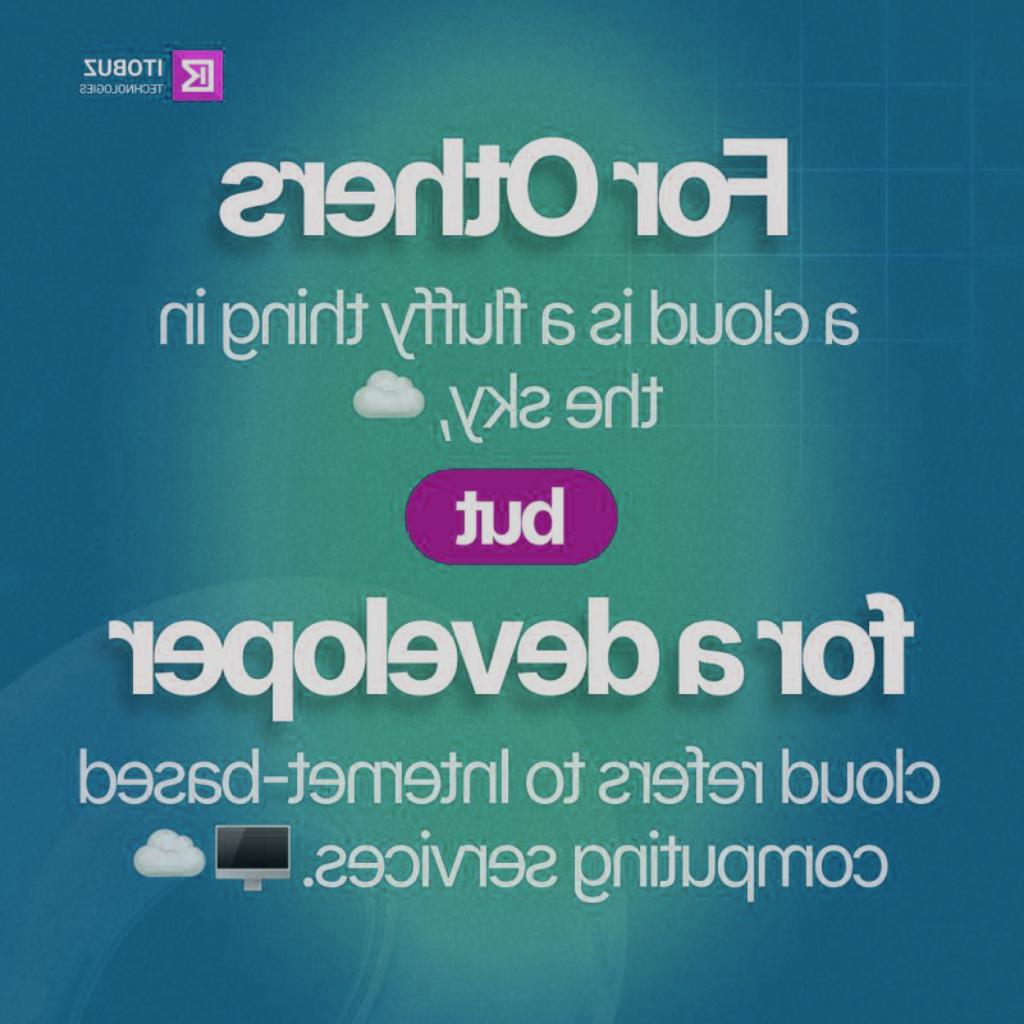 ITOBUZ
TECHNOLOGIES
For Others
a cloud is a fluffy thing in
the sky, ☁️
but
for a developer
cloud refers to Internet-based
computing services. 🖥️☁️